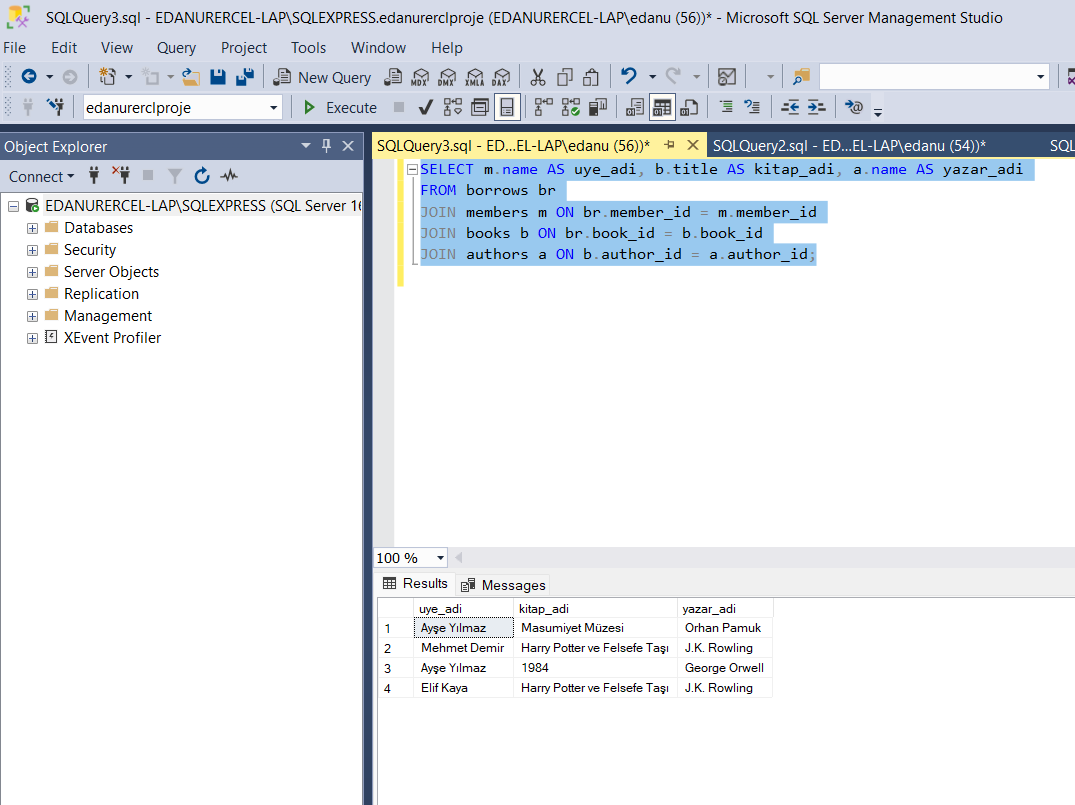 SQLQuery3.sql - EDANURERCEL-LAP\SQLEXPRESS.edanurerclproje (EDANURERCEL-LAP\edanu (56))* - Microsoft SQL Server Management Studio
File Edit View Query Project Tools Window Help
New Query MDX DMX XMLA DAX
edanurerclproje Execute
Object Explorer
Connect
EDANURERCEL-LAP\SQLEXPRESS (SQL Server 16
Databases
Security
Server Objects
Replication
Management
XEvent Profiler
SQLQuery3.sql - ED...EL-LAP\edanu (56))* SQLQuery2.sql - ED...EL-LAP\edanu (54))* SQL
SELECT m.name AS uye_adi, b.title AS kitap_adi, a.name AS yazar_adi
FROM borrows br
JOIN members m ON br.member_id = m.member_id
JOIN books b ON br.book_id = b.book_id
JOIN authors a ON b.author_id = a.author_id;
100 %
Results Messages
uye_adi kitap_adi yazar_adi
1 Ayşe Yılmaz Masumiyet Müzesi Orhan Pamuk
2 Mehmet Demir Harry Potter ve Felsefe Taşı J.K. Rowling
3 Ayşe Yılmaz 1984 George Orwell
4 Elif Kaya Harry Potter ve Felsefe Taşı J.K. Rowling